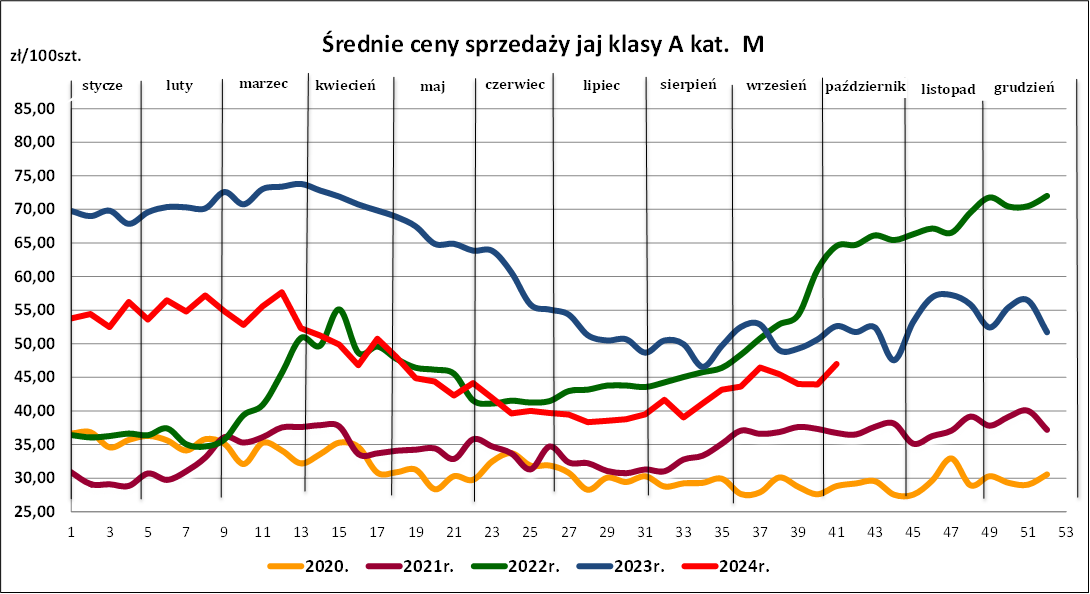 Średnie ceny sprzedaży jaj klasy A kat. M
zł/100szt.
stycze luty marzec kwiecień maj czerwiec lipiec sierpień wrzesień październik listopad grudzień
85,00
80,00
75,00
70,00
65,00
60,00
55,00
50,00
45,00
40,00
35,00
30,00
25,00
1 3 5 7 9 11 13 15 17 19 21 23 25 27 29 31 33 35 37 39 41 43 45 47 49 51 53
2020. 2021r. 2022r. 2023r. 2024r.